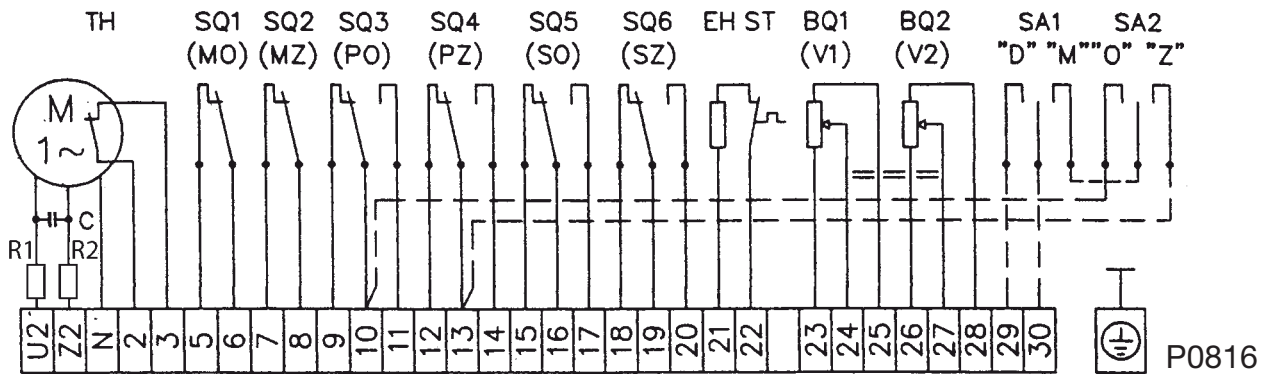 TH SQ1 SQ2 SQ3 SQ4 SQ5 SQ6 EH ST BQ1 BQ2 SA1 SA2
(MO) (MZ) (PO) (PZ) (SO) (SZ) (V1) (V2) "D" "M" "O" "Z"
M
1~
C
R1 R2
U2 Z2 N 2 3 5 6 7 8 9 10 11 12 13 14 15 16 17 18 19 20 21 22 23 24 25 26 27 28 29 30
P0816